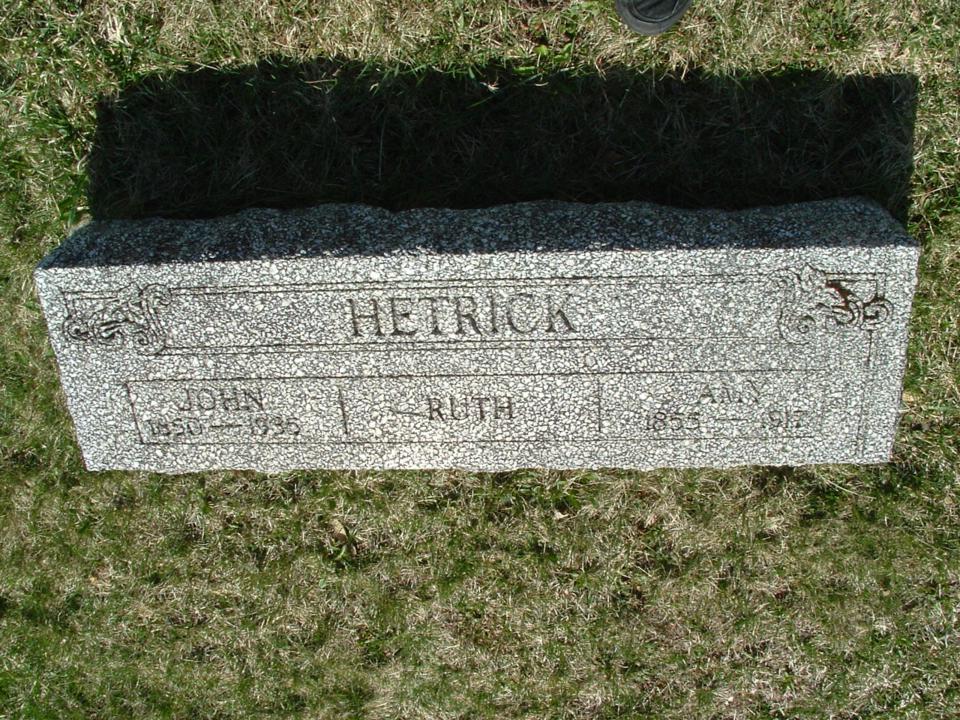 HETRICK
JOHN
1850 — 1935
RUTH
AMY
1855 — 1917